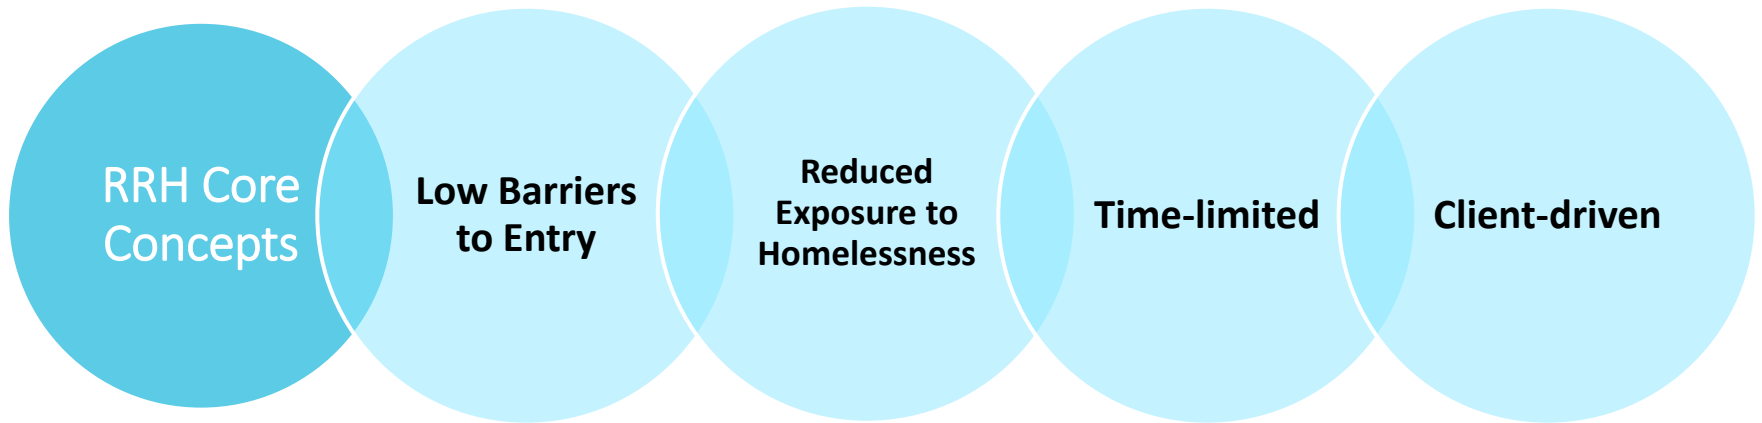 RRH Core
Concepts
Low Barriers
to Entry
Reduced
Exposure to
Homelessness
Time-limited
Client-driven